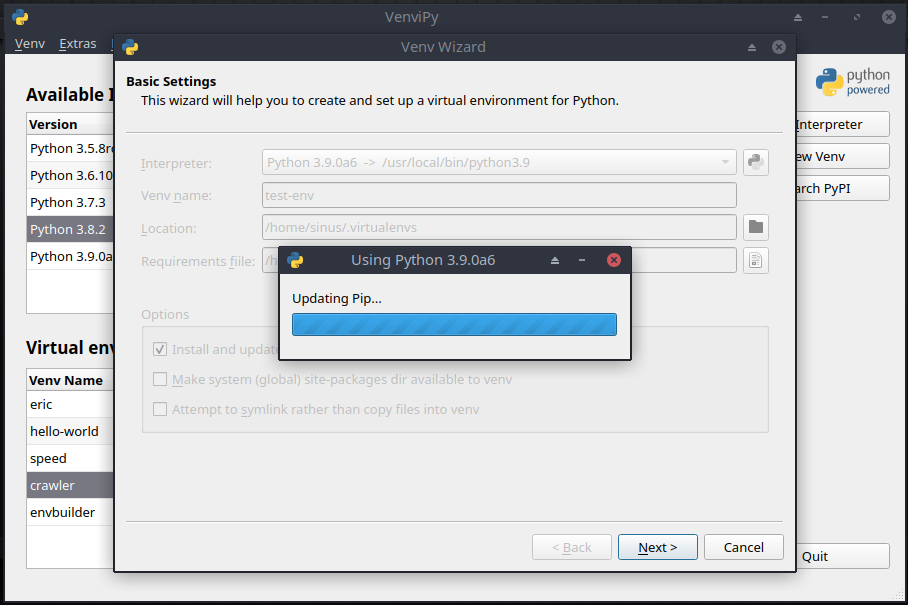 VenviPy
Venv Extras
Venv Wizard
Basic Settings
This wizard will help you to create and set up a virtual environment for Python.
python
powered
Available
Version
Python 3.5.8r
Python 3.6.10
Python 3.7.3
Python 3.8.2
Python 3.9.0a
Interpreter: Python 3.9.0a6 -> /usr/local/bin/python3.9
Venv name: test-env
Location: /home/sinus/.virtualenvs
Requirements fiile: /h
Interpreter
ew Venv
arch PyPI
Using Python 3.9.0a6
Updating Pip...
Options
Install and update
Make system (global) site-packages dir available to venv
Attempt to symlink rather than copy files into venv
Virtual env
Venv Name
eric
hello-world
speed
crawler
envbuilder
< Back Next > Cancel
Quit